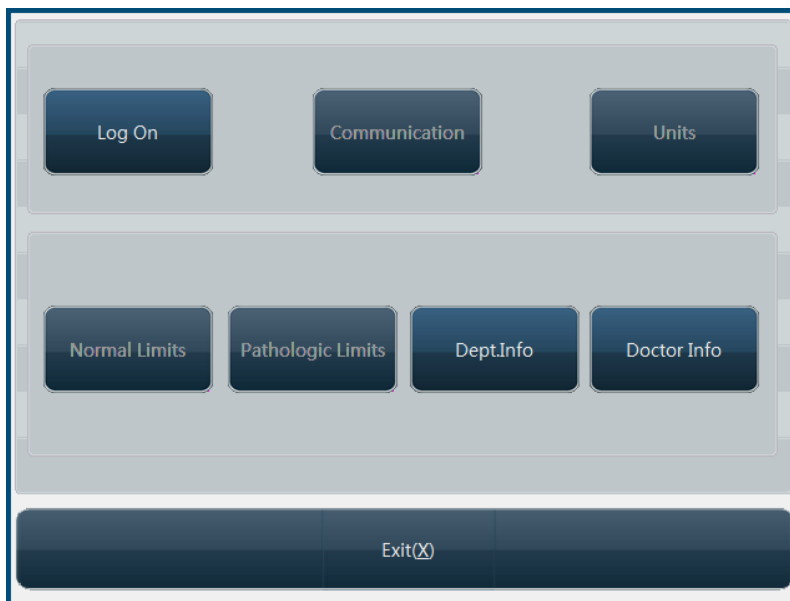 Log On
Communication
Units
Normal Limits
Pathologic Limits
Dept.Info
Doctor Info
Exit(X)